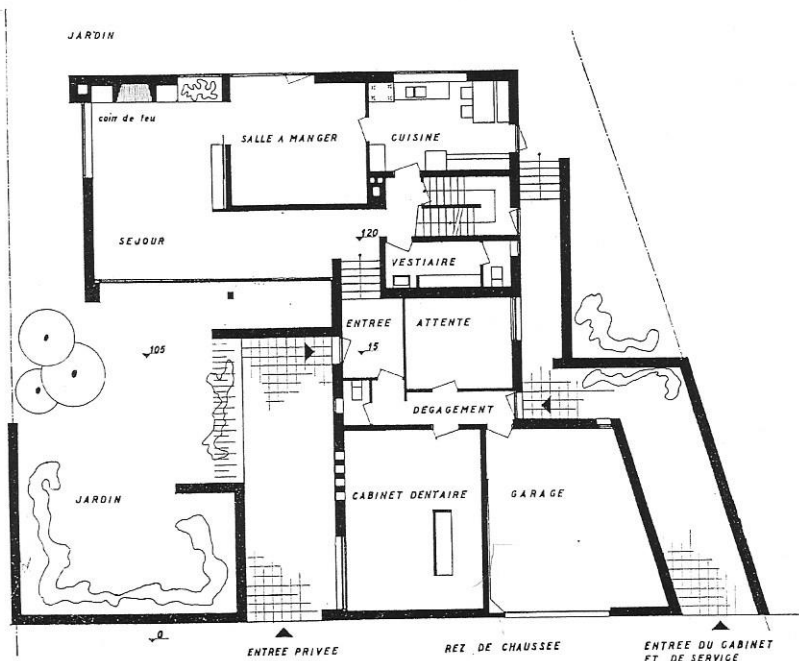 JARDIN
coin de feu
SALLE A MANGER
CUISINE
SEJOUR
120
VESTIAIRE
ENTREE
ATTENTE
105
15
DEGAGEMENT
JARDIN
CABINET DENTAIRE
GARAGE
0
ENTREE PRIVEE
REZ DE CHAUSSEE
ENTREE DU CABINET
ET DE SERVICE